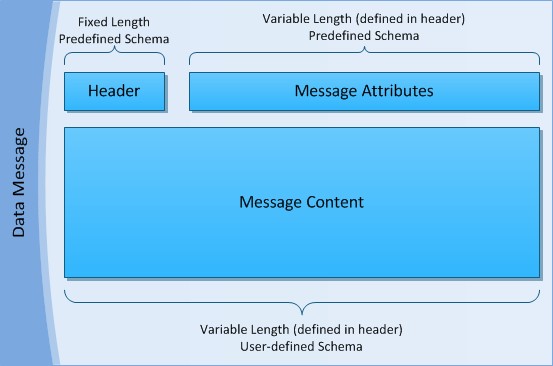 Fixed Length
Predefined Schema
Variable Length (defined in header)
Predefined Schema
Header
Message Attributes
Data Message
Message Content
Variable Length (defined in header)
User-defined Schema